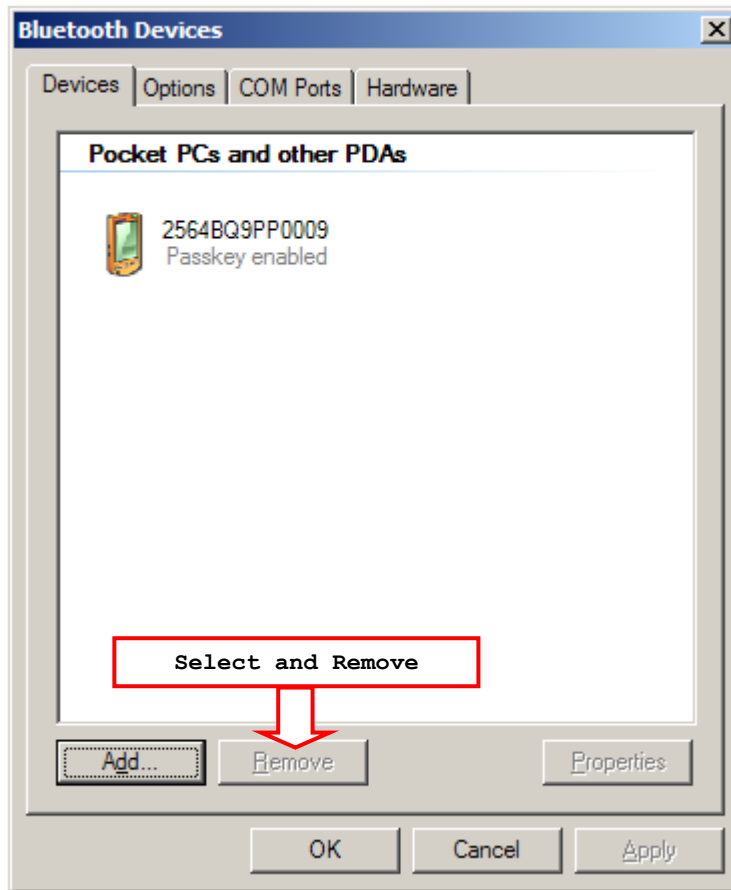 Bluetooth Devices
Devices Options COM Ports Hardware
Pocket PCs and other PDAs
2564BQ9PP0009
Passkey enabled
Select and Remove
Add... Remove Properties
OK Cancel Apply